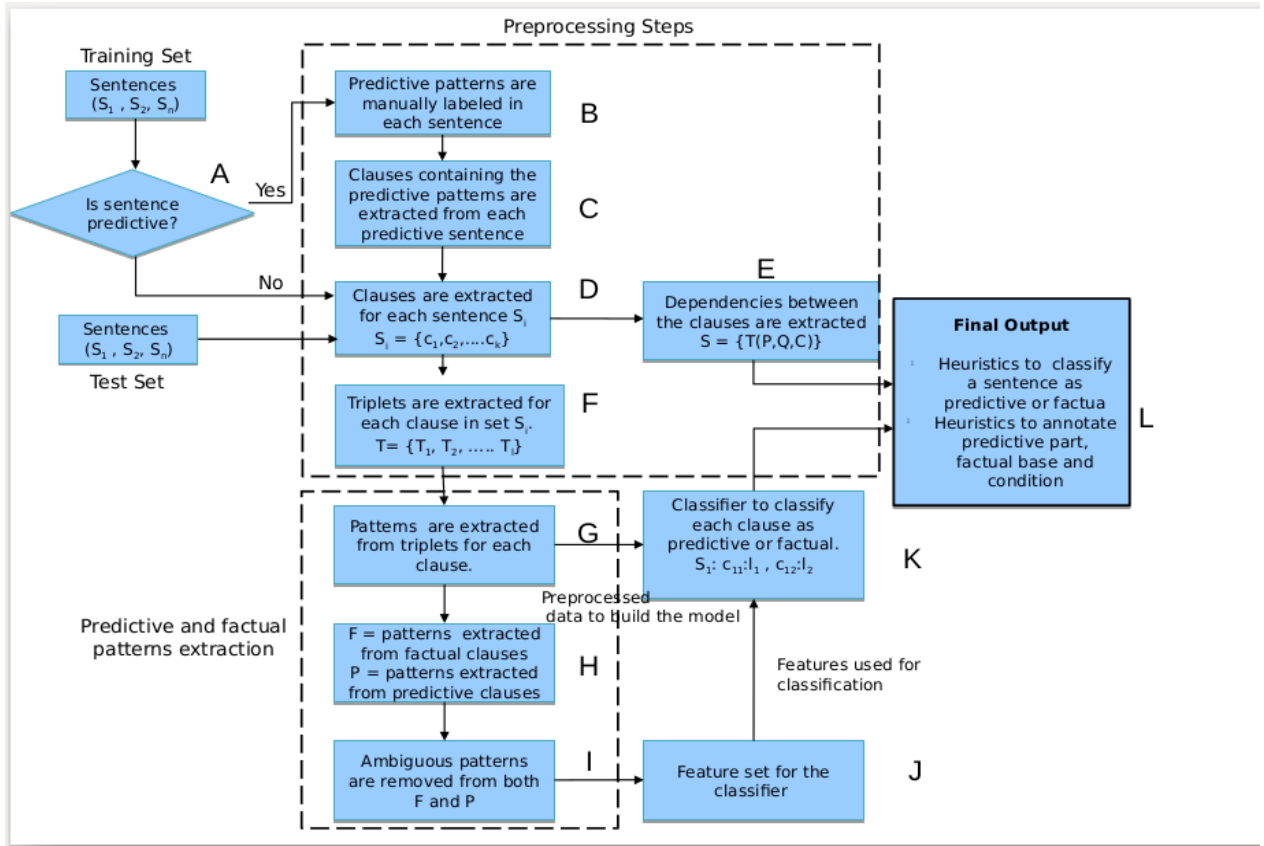 Preprocessing Steps
Training Set
Sentences
(S₁ , S₂, Sₙ)
A
Is sentence
predictive?
Yes
No
Sentences
(S₁ , S₂, Sₙ)
Test Set
Predictive patterns are
manually labeled in
each sentence
B
Clauses containing the
predictive patterns are
extracted from each
predictive sentence
C
Clauses are extracted
for each sentence Sᵢ
Sᵢ = {c₁,c₂,....cₖ}
D
E
Dependencies between
the clauses are extracted
S = {T(P,Q,C)}
Triplets are extracted for
each clause in set Sᵢ.
T= {T₁, T₂, ..... Tᵢ}
F
Final Output
Heuristics to classify
a sentence as
predictive or factua
Heuristics to annotate
predictive part,
factual base and
condition
L
Patterns are extracted
from triplets for each
clause.
G
Classifier to classify
each clause as
predictive or factual.
S₁: c₁₁:l₁ , c₁₂:l₂
K
Preprocessed
data to build the model
Predictive and factual
patterns extraction
F = patterns extracted
from factual clauses
P = patterns extracted
from predictive clauses
H
Features used for
classification
Ambiguous patterns
are removed from both
F and P
I
Feature set for the
classifier
J